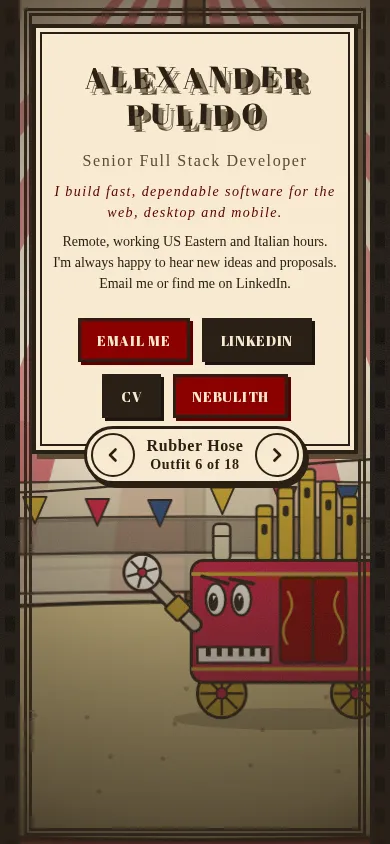 ALEXANDER
PULIDO
Senior Full Stack Developer
I build fast, dependable software for the
web, desktop and mobile.
Remote, working US Eastern and Italian hours.
I'm always happy to hear new ideas and proposals.
Email me or find me on LinkedIn.
EMAIL ME
LINKEDIN
CV
NEBULITH
Rubber Hose
Outfit 6 of 18